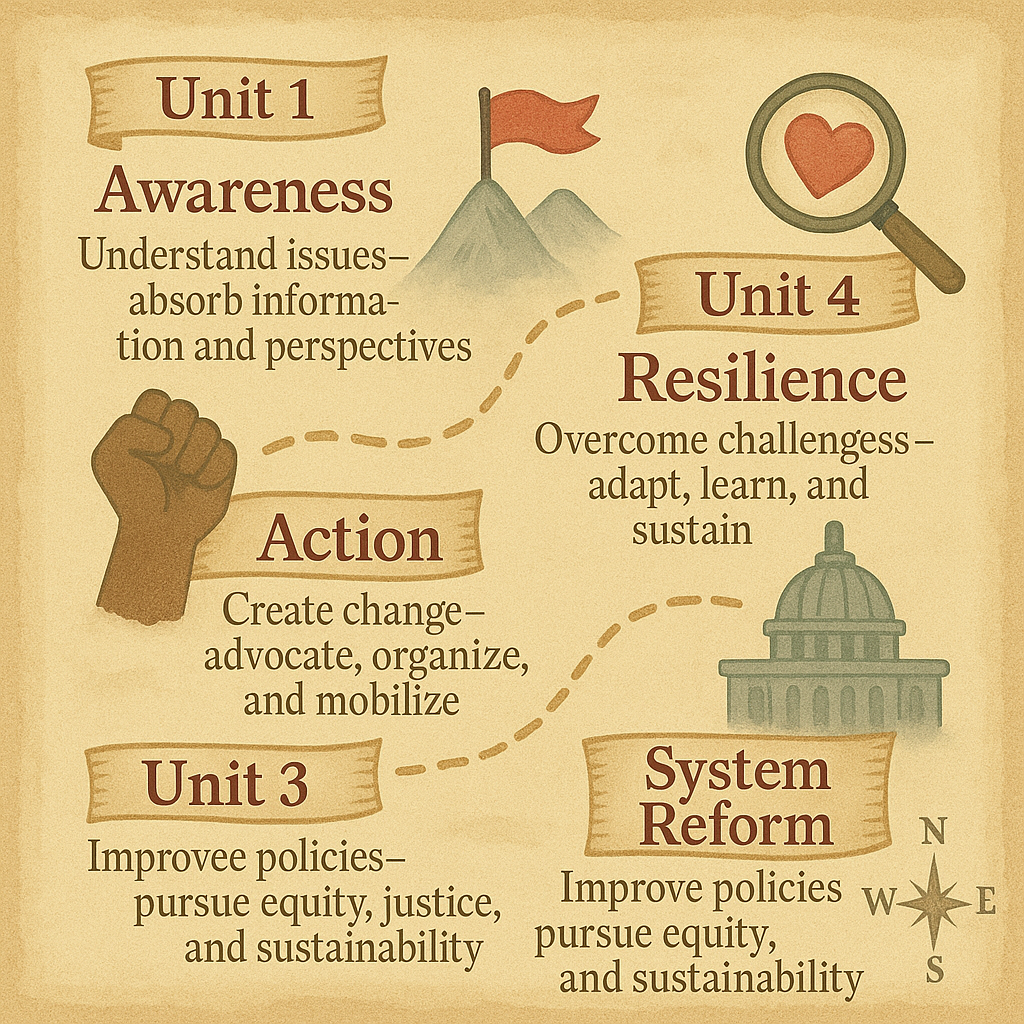 Unit 1
Awareness
Understand issues–
absorb informa-
tion and perspectives
Unit 4
Resilience
Overcome challengess–
adapt, learn, and
sustain
Action
Create change–
advocate, organize,
and mobilize
Unit 3
Improvee policies–
pursue equity, justice,
and sustainability
System
Reform
Improve policies
pursue equity,
and sustainability
N
W E
S